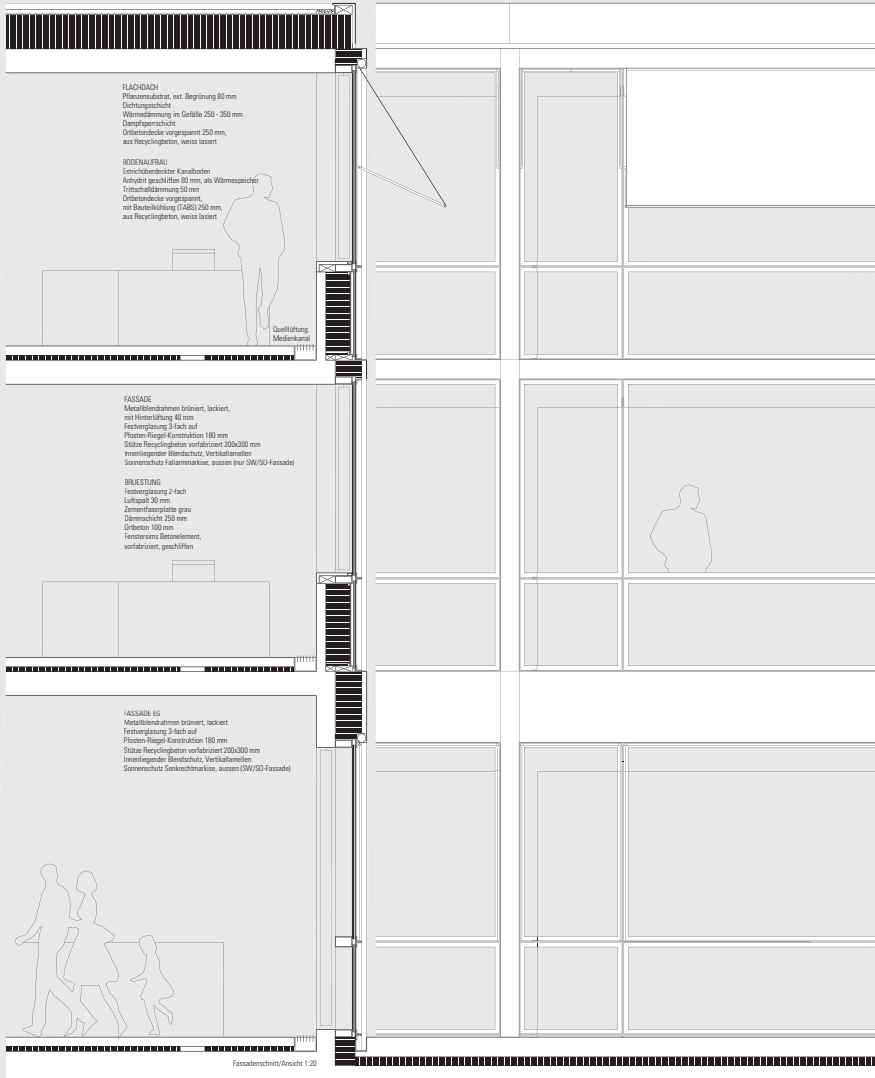 FLACHDACH
Pflanzensubstrat, ext. Begrünung 80 mm
Dichtungsschicht
Wärmedämmung im Gefälle 250 - 350 mm
Dampfsperrschicht
Ortbetondecke vorgespannt 250 mm,
aus Recyclingbeton, weiss lasiert
BODENAUFBAU
Estrichüberdeckter Kanalboden
Anhydrit geschliffen 80 mm, als Wärmespeicher
Trittschalldämmung 50 mm
Ortbetondecke vorgespannt,
mit Bauteilkühlung (TABS) 250 mm,
aus Recyclingbeton, weiss lasiert
Quelllüftung
Medienkanal
FASSADE
Metallblendrahmen brüniert, lackiert,
mit Hinterlüftung 40 mm
Festverglasung 3-fach auf
Pfosten-Riegel-Konstruktion 180 mm
Stütze Recyclingbeton vorfabriziert 200x300 mm
Innenliegender Blendschutz, Vertikallamellen
Sonnenschutz Fallarmmarkise, aussen (nur SW/SO-Fassade)
BRUESTUNG
Festverglasung 2-fach
Luftspalt 30 mm
Zementfaserplatte grau
Dämmschicht 250 mm
Ortbeton 100 mm
Fenstersims Betonelement,
vorfabriziert, geschliffen
FASSADE EG
Metallblendrahmen brüniert, lackiert
Festverglasung 3-fach auf
Pfosten-Riegel-Konstruktion 180 mm
Stütze Recyclingbeton vorfabriziert 200x300 mm
Innenliegender Blendschutz, Vertikallamellen
Sonnenschutz Senkrechtmarkise, aussen (SW/SO-Fassade)
Fassadenschnitt/Ansicht 1:20